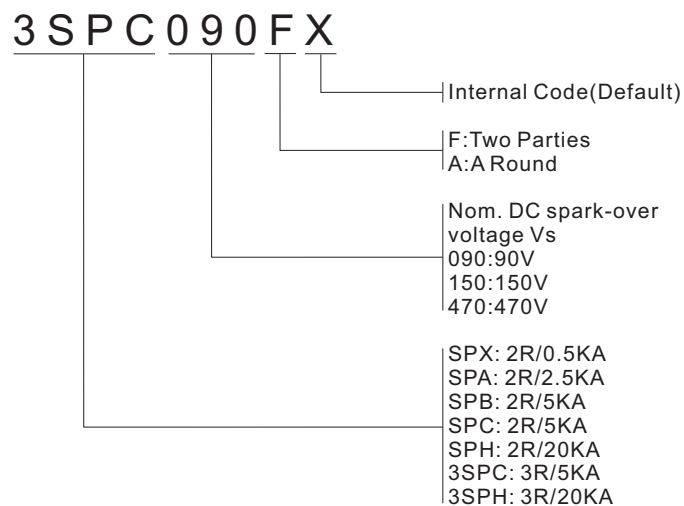 3SPC090FX
Internal Code(Default)
F:Two Parties
A:A Round
Nom. DC spark-over
voltage Vs
090:90V
150:150V
470:470V
SPX: 2R/0.5KA
SPA: 2R/2.5KA
SPB: 2R/5KA
SPC: 2R/5KA
SPH: 2R/20KA
3SPC: 3R/5KA
3SPH: 3R/20KA